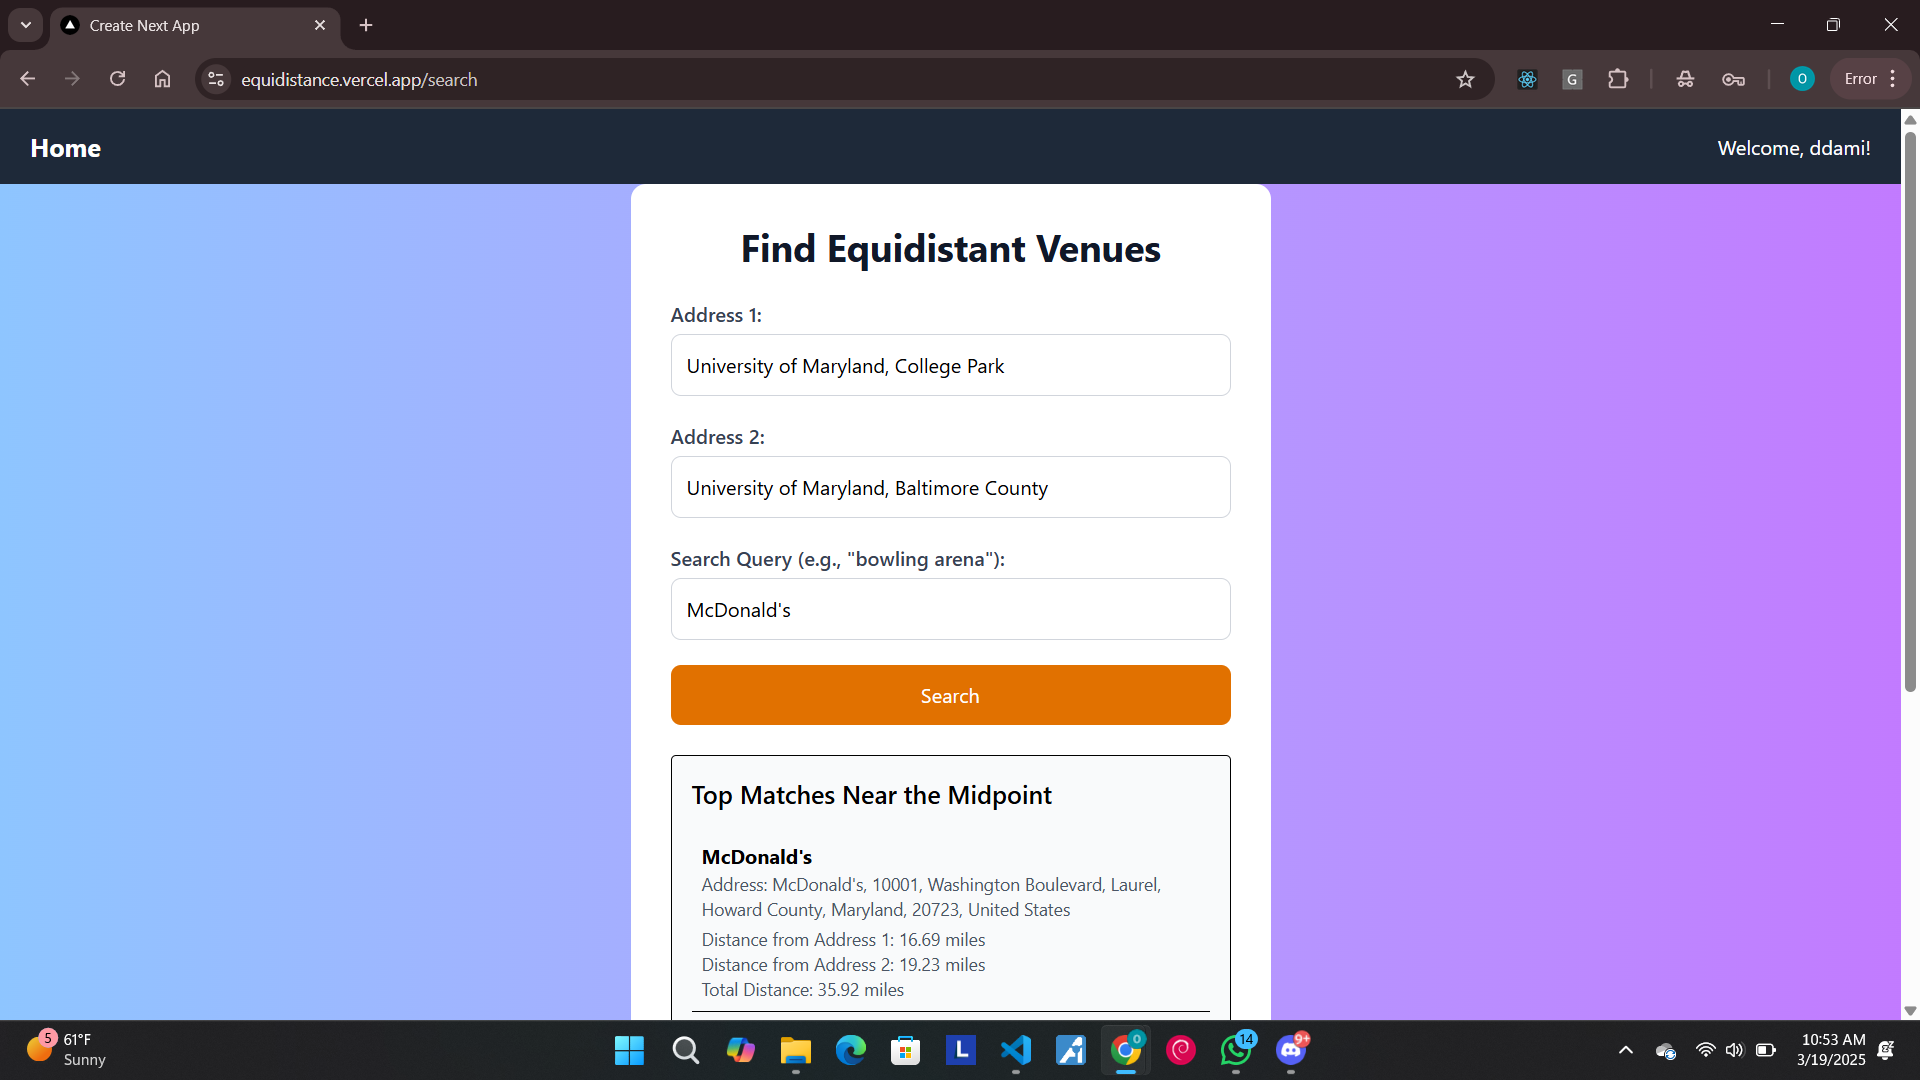 Create Next App
equidistance.vercel.app/search
G
O
Error
Home
Welcome, ddami!
Find Equidistant Venues
Address 1:
University of Maryland, College Park
Address 2:
University of Maryland, Baltimore County
Search Query (e.g., "bowling arena"):
McDonald's
Search
Top Matches Near the Midpoint
McDonald's
Address: McDonald's, 10001, Washington Boulevard, Laurel,
Howard County, Maryland, 20723, United States
Distance from Address 1: 16.69 miles
Distance from Address 2: 19.23 miles
Total Distance: 35.92 miles
5
61°F
Sunny
L
O
14
9+
10:53 AM
3/19/2025